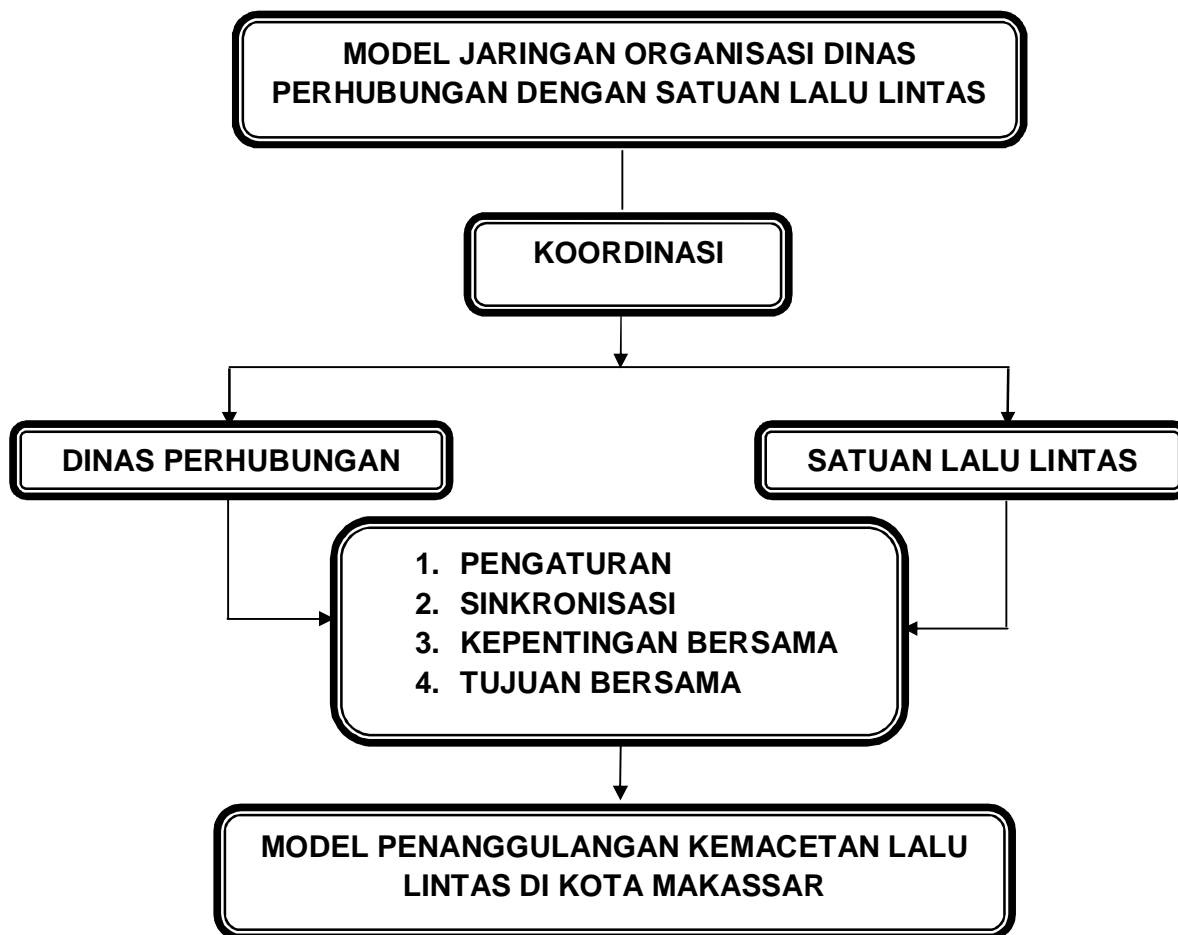 MODEL JARINGAN ORGANISASI DINAS
PERHUBUNGAN DENGAN SATUAN LALU LINTAS
KOORDINASI
DINAS PERHUBUNGAN
SATUAN LALU LINTAS
1. PENGATURAN
2. SINKRONISASI
3. KEPENTINGAN BERSAMA
4. TUJUAN BERSAMA
MODEL PENANGGULANGAN KEMACETAN LALU
LINTAS DI KOTA MAKASSAR